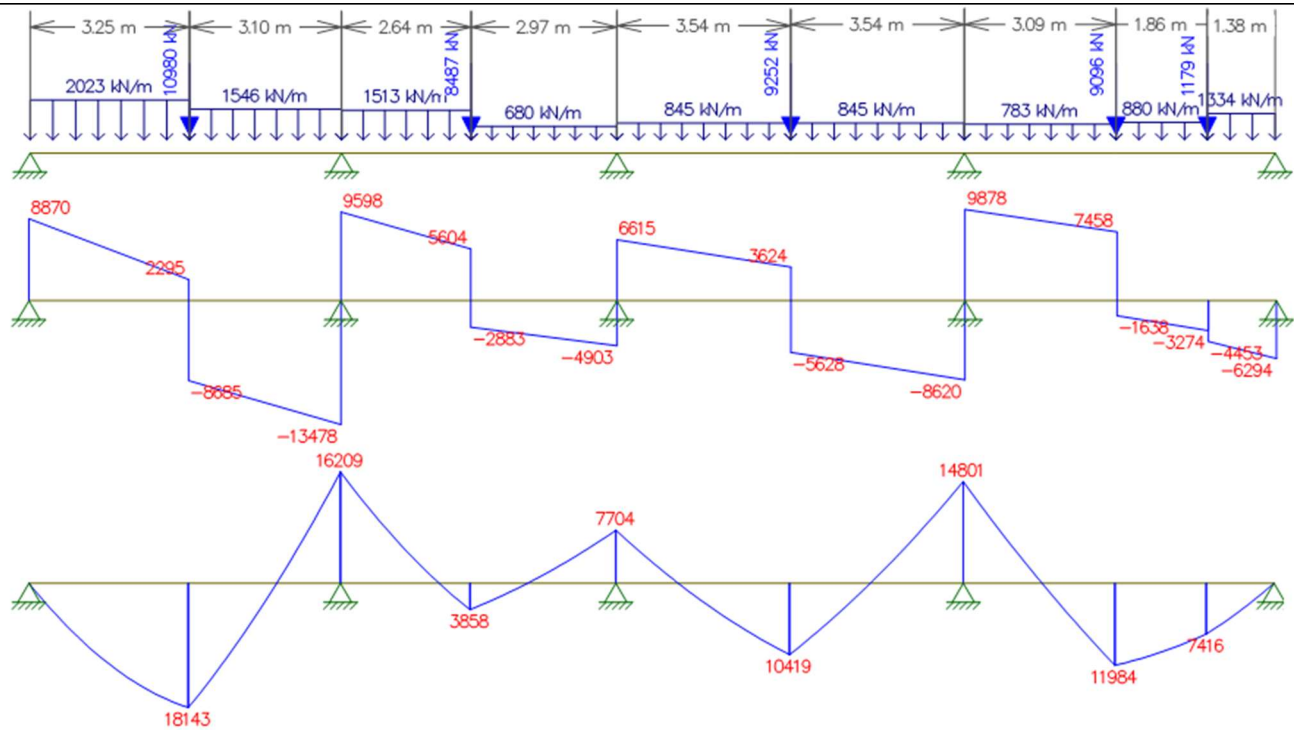 3.25 m 3.10 m 2.64 m 2.97 m 3.54 m 3.54 m 3.09 m 1.86 m 1.38 m
10980 kN 8487 kN 9252 kN 9096 kN 1179 kN
2023 kN/m 1546 kN/m 1513 kN/m 680 kN/m 845 kN/m 845 kN/m 783 kN/m 880 kN/m 1334 kN/m
8870 9598 6615 9878
2295 5604 3624 7458
-8685 -2883 -5628 -1638
-13478 -4903 -8620 -3274 -4453
-6294
16209 7704 14801
18143 3858 10419 11984 7416